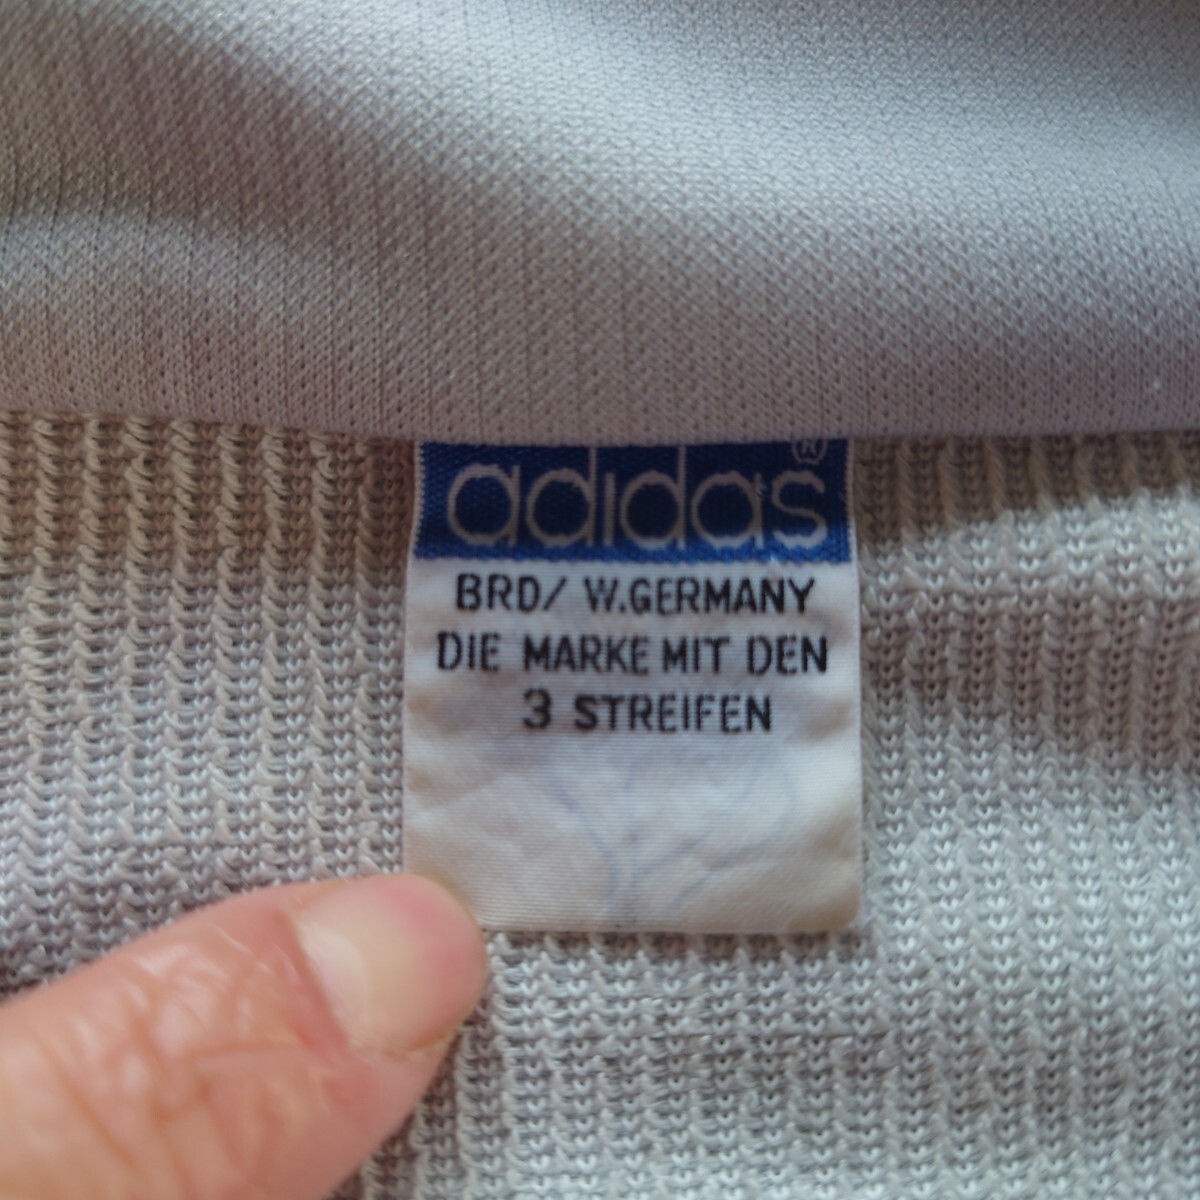 adidas®
BRD/ W.GERMANY
DIE MARKE MIT DEN
3 STREIFEN